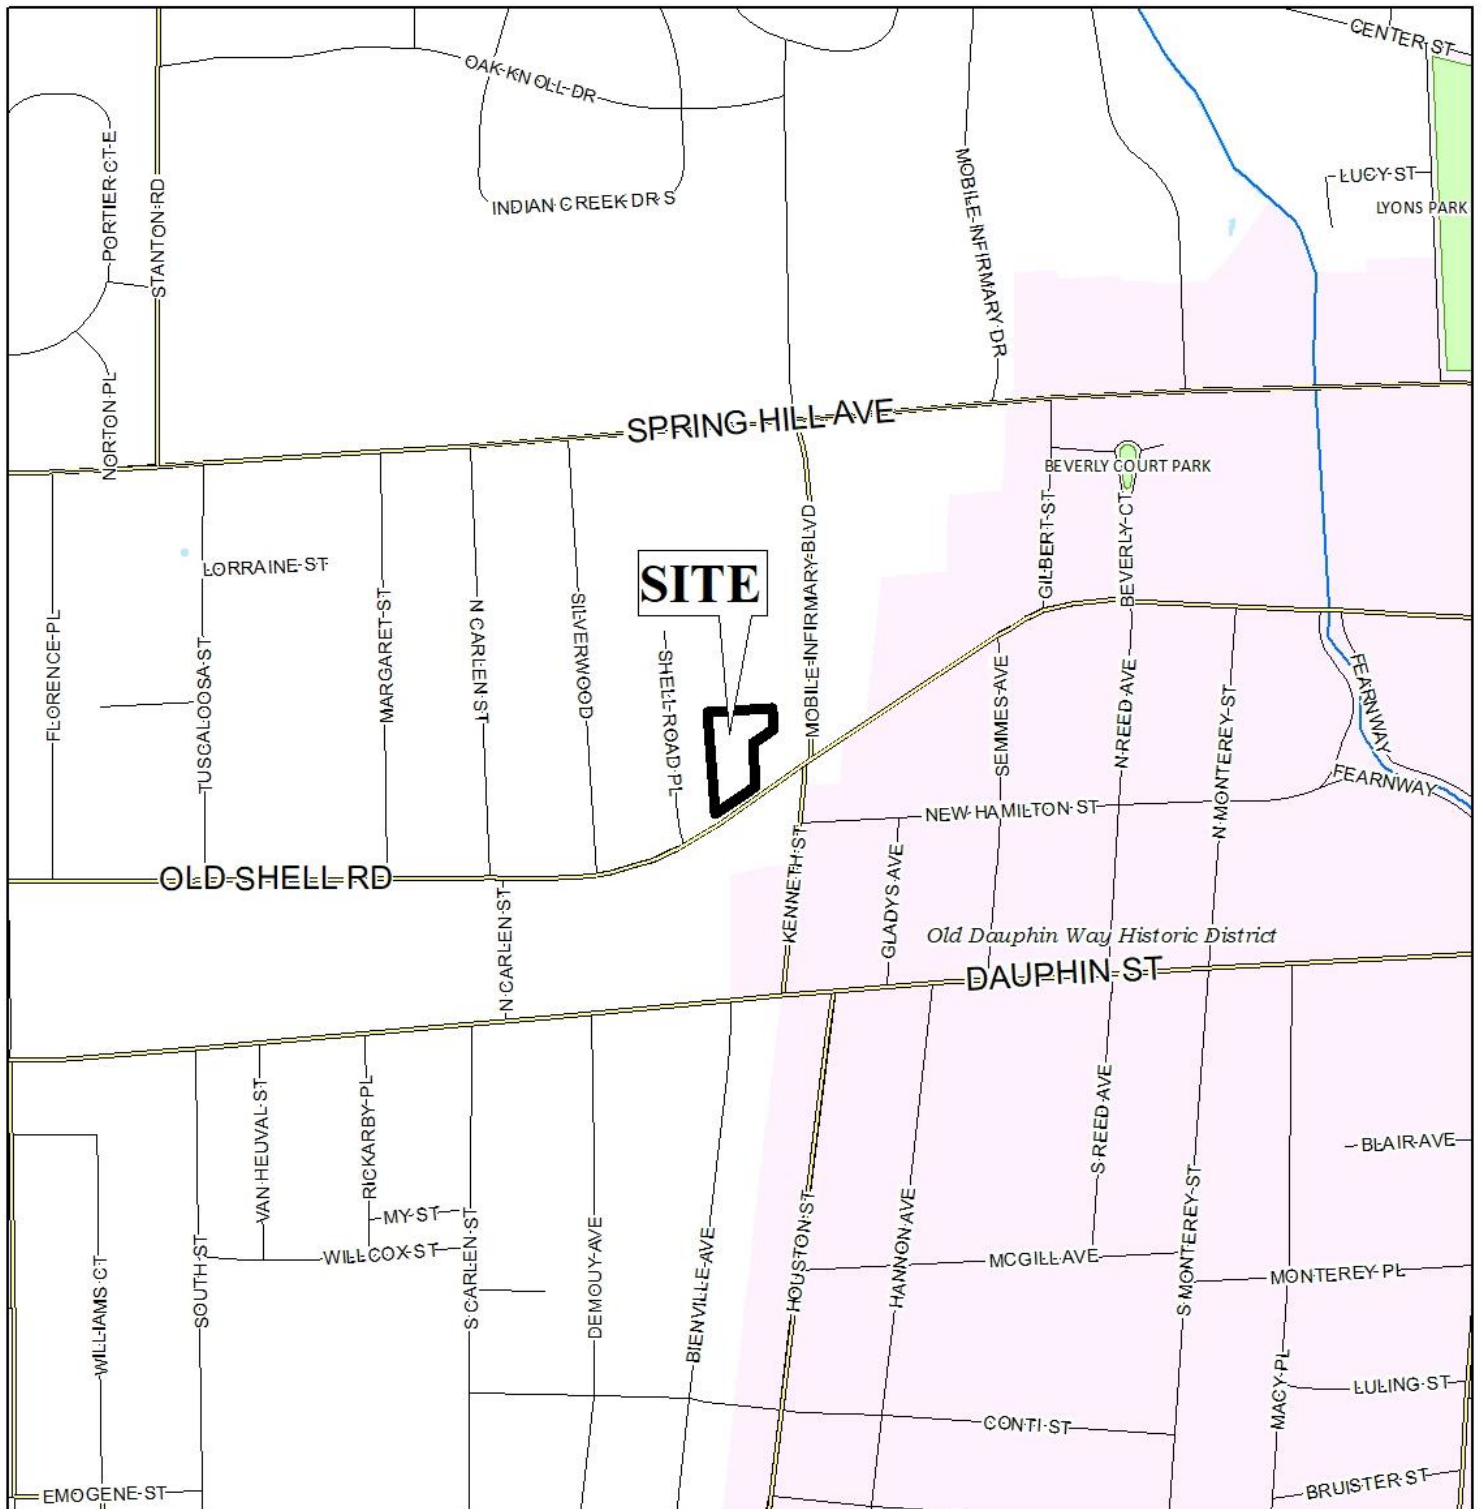 CENTER ST
OAK KNOLL DR
PORTIER CT E
STANTON RD
MOBILE INFIRMARY DR
LUCY ST
LYONS PARK
INDIAN CREEK DR S
NORTON PL
SPRING HILL AVE
BEVERLY COURT PARK
GILBERT ST
BEVERLY CT
MOBILE INFIRMARY BLVD
LORRAINE ST
SITE
FLORENCE PL
TUSCALOOSA ST
MARGARET ST
N CARLEN ST
SILVERWOOD
SHELL ROAD PL
SEMMES AVE
N REED AVE
N MONTEREY ST
FEARNWAY
FEARNWAY
NEW HAMILTON ST
OLD SHELL RD
KENNETH ST
GLADYS AVE
N CARLEN ST
Old Dauphin Way Historic District
DAUPHIN ST
VAN HEUVAL ST
RICKARBY PL
S REED AVE
BLAIR AVE
MY ST
WILLCOX ST
SOUTH ST
WILLIAMS CT
S CARLEN ST
DEMOUY AVE
BIENVILLE AVE
HOUSTON ST
HANNON AVE
MCGILL AVE
S MONTEREY ST
MONTEREY PL
MACY PL
LULING ST
CONTI ST
EMOGENE ST
BRUISTER ST